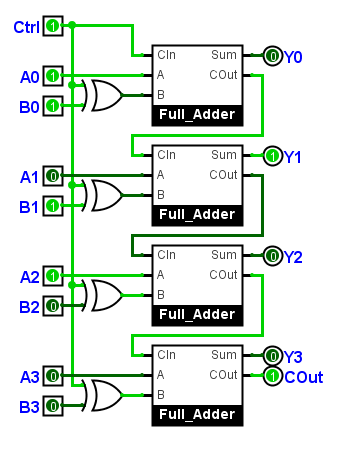 Ctrl 1
CIn Sum 0 Y0
A0 1 A COut
B0 1 B
Full_Adder
CIn Sum 1 Y1
A1 0 A COut
B1 1 B
Full_Adder
CIn Sum 0 Y2
A2 1 A COut
B2 0 B
Full_Adder
CIn Sum 0 Y3
A3 0 A COut 1 COut
B3 0 B
Full_Adder